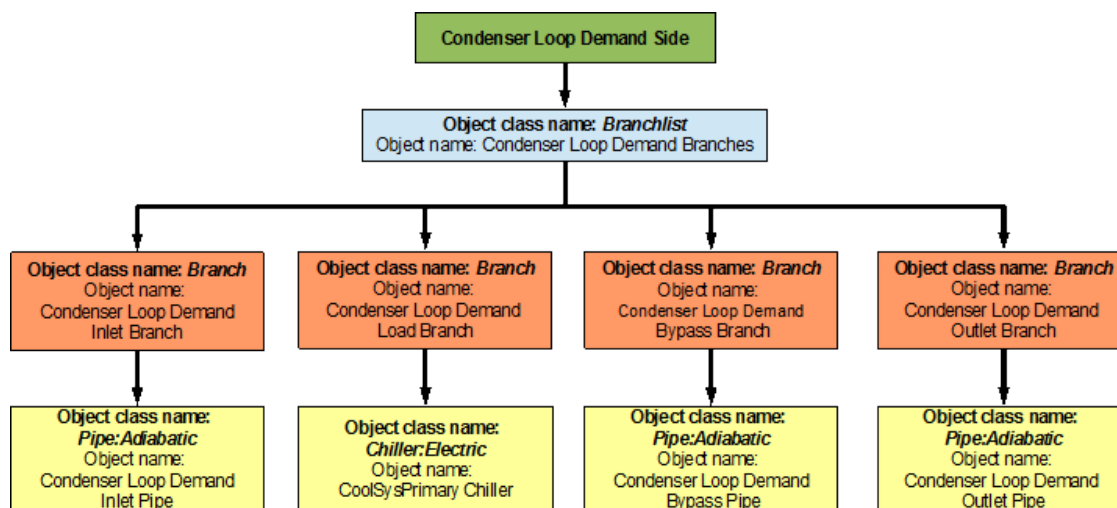 Condenser Loop Demand Side
Object class name: Branchlist
Object name: Condenser Loop Demand Branches
Object class name: Branch
Object name:
Condenser Loop Demand
Inlet Branch
Object class name: Branch
Object name:
Condenser Loop Demand
Load Branch
Object class name: Branch
Object name:
Condenser Loop Demand
Bypass Branch
Object class name: Branch
Object name:
Condenser Loop Demand
Outlet Branch
Object class name:
Pipe:Adiabatic
Object name:
Condenser Loop Demand
Inlet Pipe
Object class name:
Chiller:Electric
Object name:
CoolSysPrimary Chiller
Object class name:
Pipe:Adiabatic
Object name:
Condenser Loop Demand
Bypass Pipe
Object class name:
Pipe:Adiabatic
Object name:
Condenser Loop Demand
Outlet Pipe